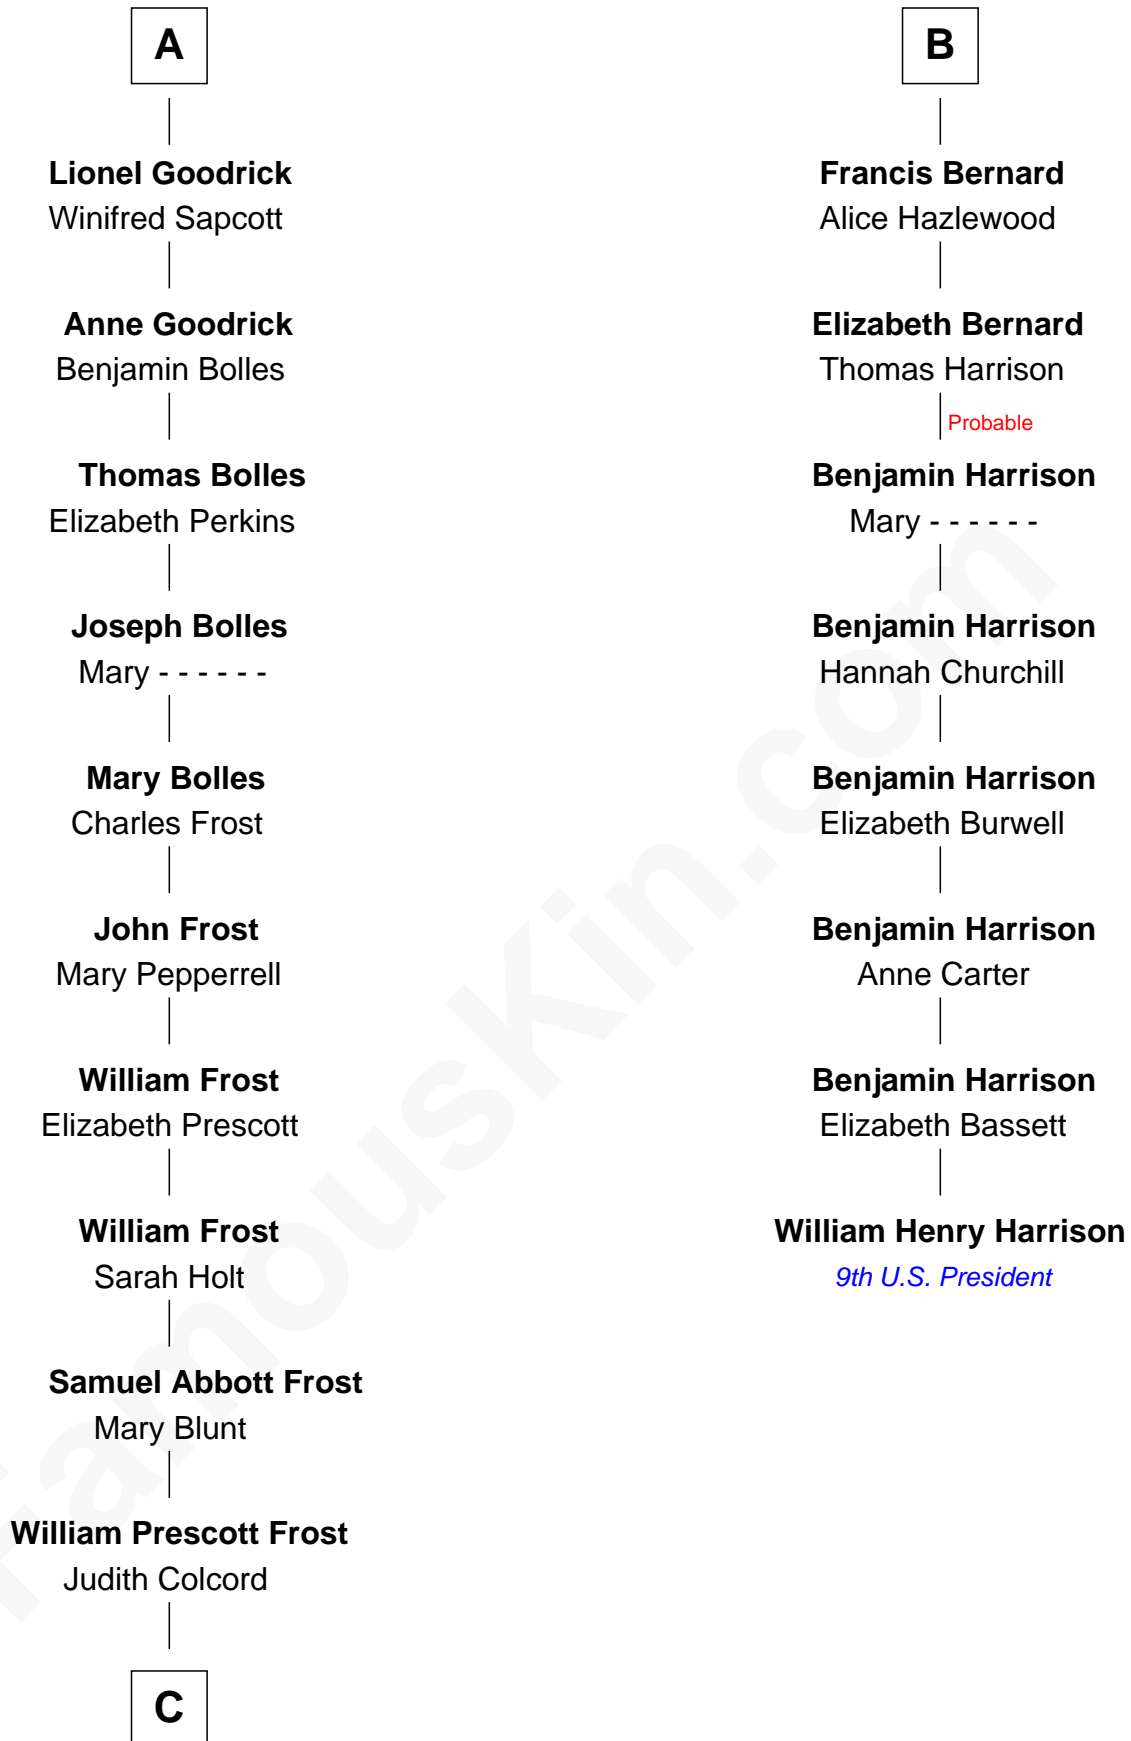 A
Lionel Goodrick
Winifred Sapcott
Anne Goodrick
Benjamin Bolles
Thomas Bolles
Elizabeth Perkins
Joseph Bolles
Mary - - - - - -
Mary Bolles
Charles Frost
John Frost
Mary Pepperrell
William Frost
Elizabeth Prescott
William Frost
Sarah Holt
Samuel Abbott Frost
Mary Blunt
William Prescott Frost
Judith Colcord
C
B
Francis Bernard
Alice Hazlewood
Elizabeth Bernard
Thomas Harrison
Probable
Benjamin Harrison
Mary - - - - - -
Benjamin Harrison
Hannah Churchill
Benjamin Harrison
Elizabeth Burwell
Benjamin Harrison
Anne Carter
Benjamin Harrison
Elizabeth Bassett
William Henry Harrison
9th U.S. President
FamousKin.com